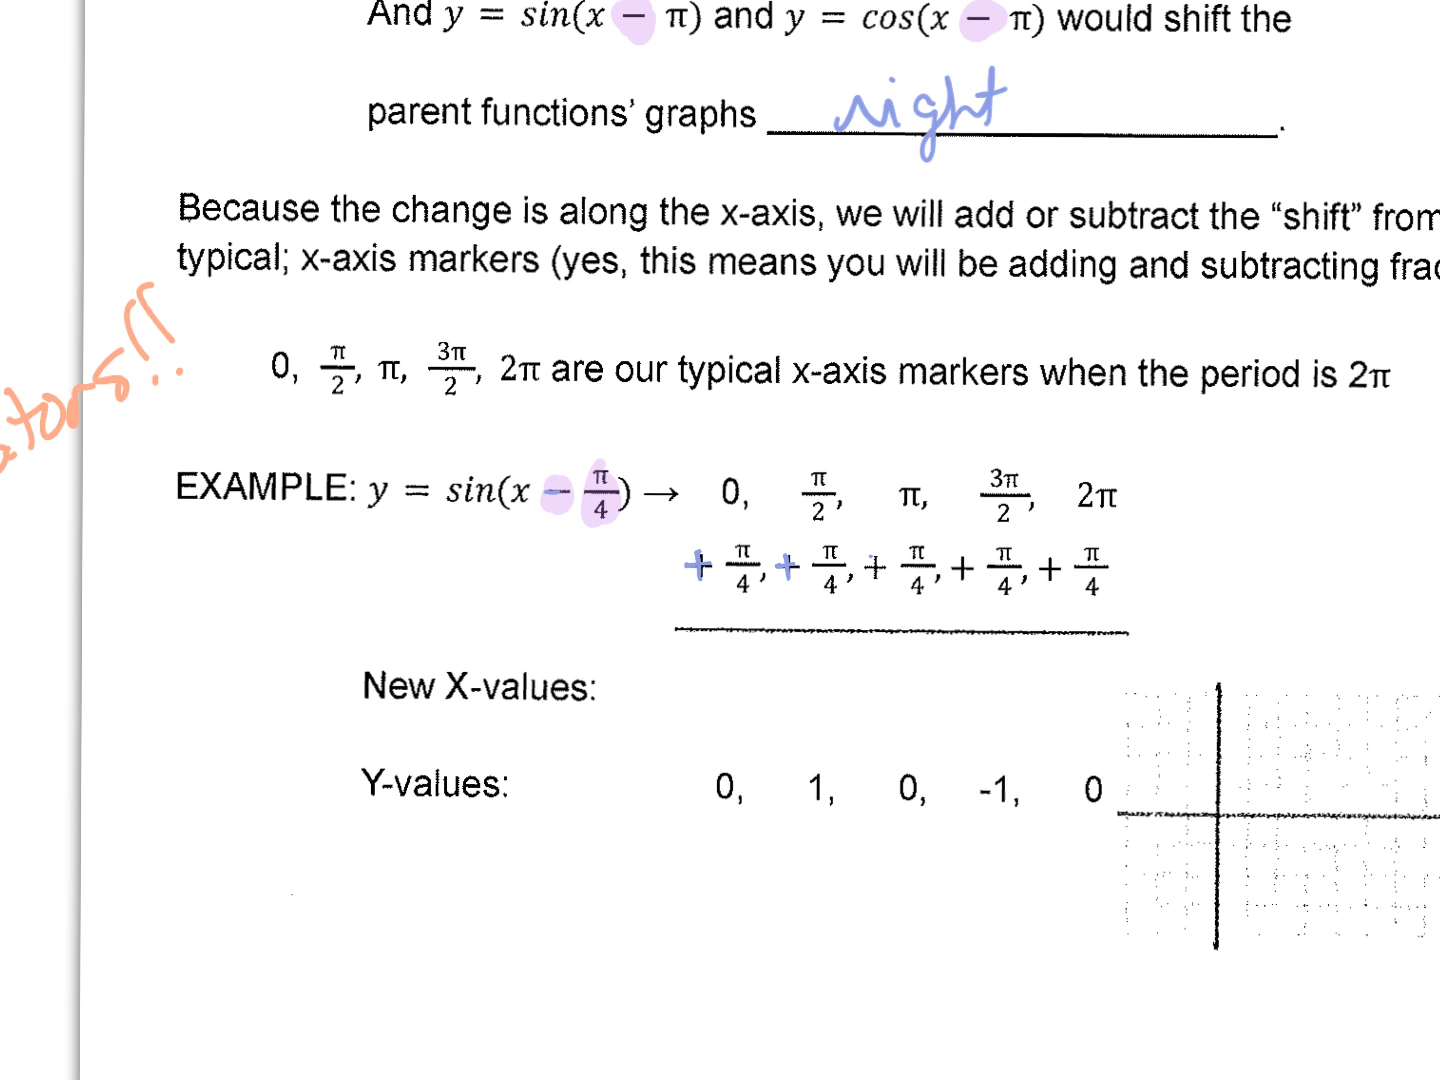 And y = sin(x − π) and y = cos(x − π) would shift the
parent functions' graphs right.
Because the change is along the x-axis, we will add or subtract the “shift” from
typical; x-axis markers (yes, this means you will be adding and subtracting
0, π/2, π, 3π/2, 2π are our typical x-axis markers when the period is 2π
EXAMPLE: y = sin(x − π/4) → 0, π/2, π, 3π/2, 2π
+ π/4, + π/4, + π/4, + π/4, + π/4
New X-values:
Y-values: 0, 1, 0, -1, 0